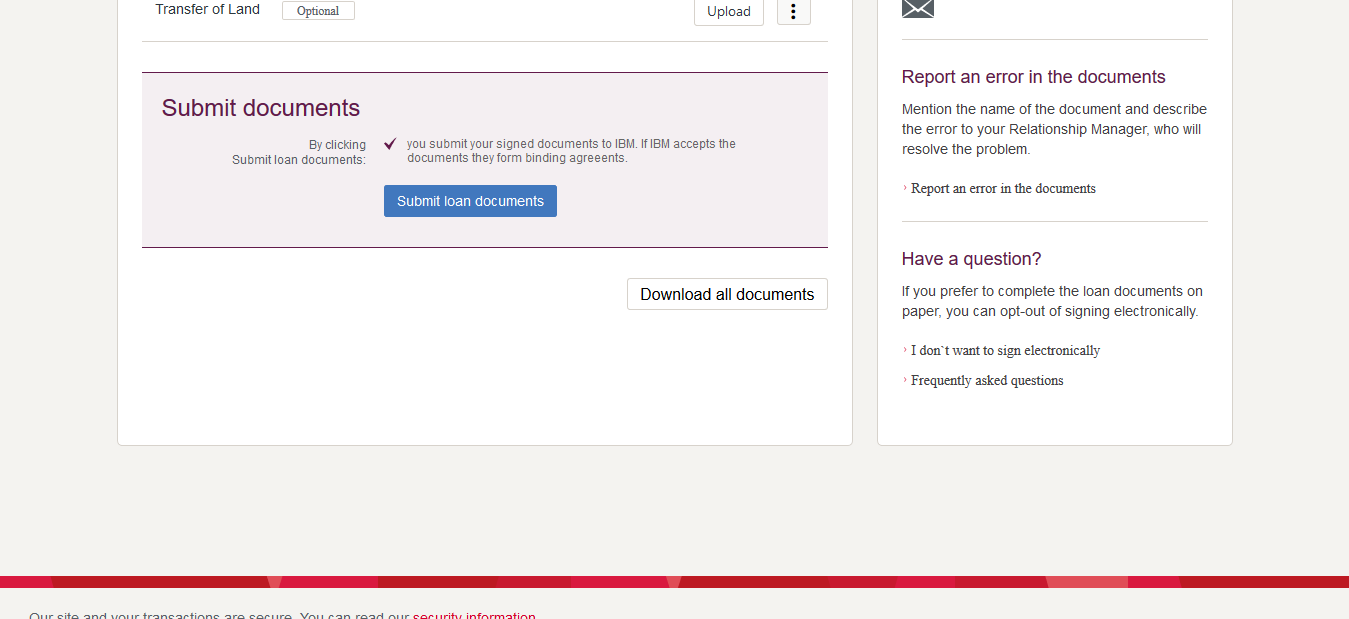 Transfer of Land Optional Upload
Submit documents
By clicking
Submit loan documents:
you submit your signed documents to IBM. If IBM accepts the
documents they form binding agreeents.
Submit loan documents
Download all documents
Report an error in the documents
Mention the name of the document and describe
the error to your Relationship Manager, who will
resolve the problem.
› Report an error in the documents
Have a question?
If you prefer to complete the loan documents on
paper, you can opt-out of signing electronically.
› I don`t want to sign electronically
› Frequently asked questions
Our site and your transactions are secure. You can read our security information